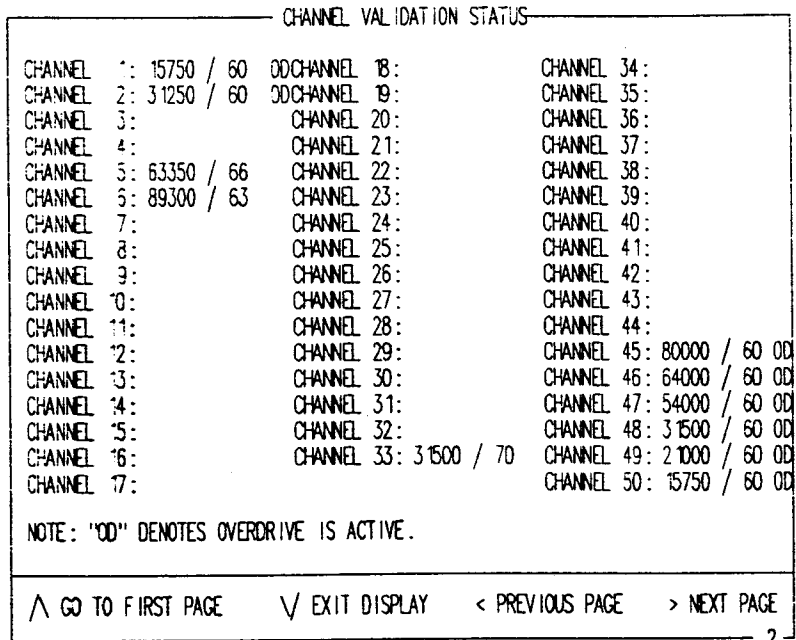 CHANNEL VALIDATION STATUS
CHANNEL 1: 15750 / 60 OD CHANNEL 18: CHANNEL 34:
CHANNEL 2: 31250 / 60 OD CHANNEL 19: CHANNEL 35:
CHANNEL 3: CHANNEL 20: CHANNEL 36:
CHANNEL 4: CHANNEL 21: CHANNEL 37:
CHANNEL 5: 63350 / 66 CHANNEL 22: CHANNEL 38:
CHANNEL 6: 89300 / 63 CHANNEL 23: CHANNEL 39:
CHANNEL 7: CHANNEL 24: CHANNEL 40:
CHANNEL 8: CHANNEL 25: CHANNEL 41:
CHANNEL 9: CHANNEL 26: CHANNEL 42:
CHANNEL 10: CHANNEL 27: CHANNEL 43:
CHANNEL 11: CHANNEL 28: CHANNEL 44:
CHANNEL 12: CHANNEL 29: CHANNEL 45: 80000 / 60 OD
CHANNEL 13: CHANNEL 30: CHANNEL 46: 64000 / 60 OD
CHANNEL 14: CHANNEL 31: CHANNEL 47: 54000 / 60 OD
CHANNEL 15: CHANNEL 32: CHANNEL 48: 31500 / 60 OD
CHANNEL 16: CHANNEL 33: 31500 / 70 CHANNEL 49: 21000 / 60 OD
CHANNEL 17: CHANNEL 50: 15750 / 60 OD
NOTE: "OD" DENOTES OVERDRIVE IS ACTIVE.
⋀ GO TO FIRST PAGE ⋁ EXIT DISPLAY < PREVIOUS PAGE > NEXT PAGE
2